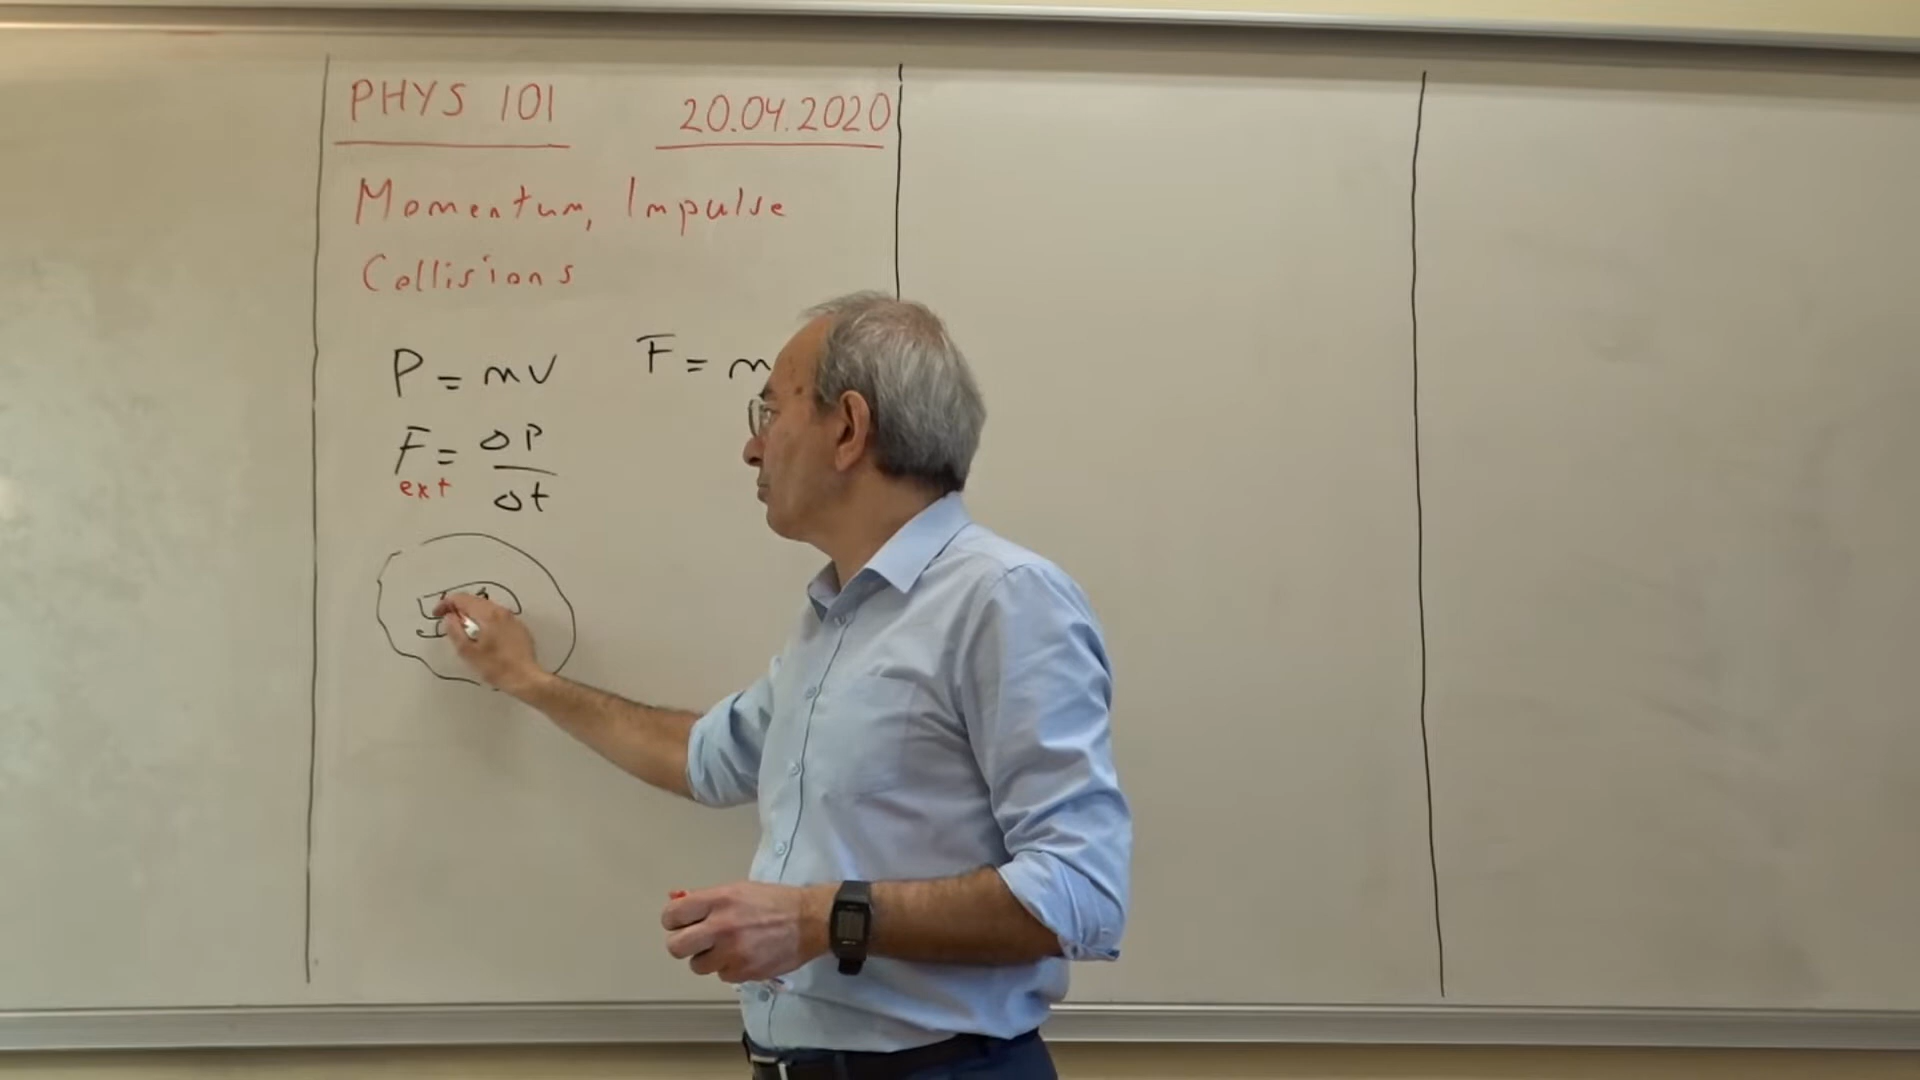 PHYS 101 20.04.2020
Momentum, Impulse
Collisions
P = mv F = m
F = ΔP
ext Δt